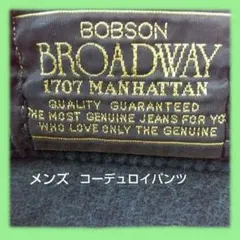 BOBSON
BROADWAY
1707 MANHATTAN
QUALITY GUARANTEED
THE MOST GENUINE JEANS FOR YO
WHO LOVE ONLY THE GENUINE
メンズ コーデュロイパンツ